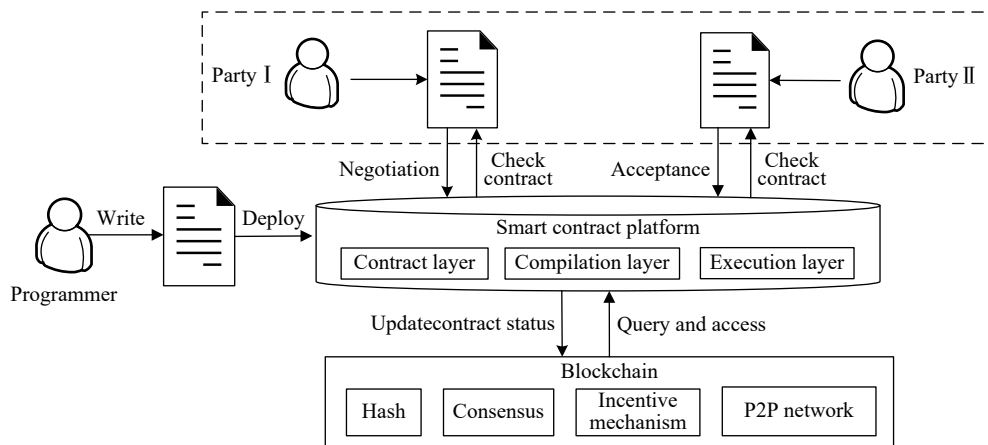 Party Ⅰ
Party Ⅱ
Negotiation
Check
contract
Acceptance
Check
contract
Write
Deploy
Programmer
Smart contract platform
Contract layer
Compilation layer
Execution layer
Updatecontract status
Query and access
Blockchain
Hash
Consensus
Incentive
mechanism
P2P network